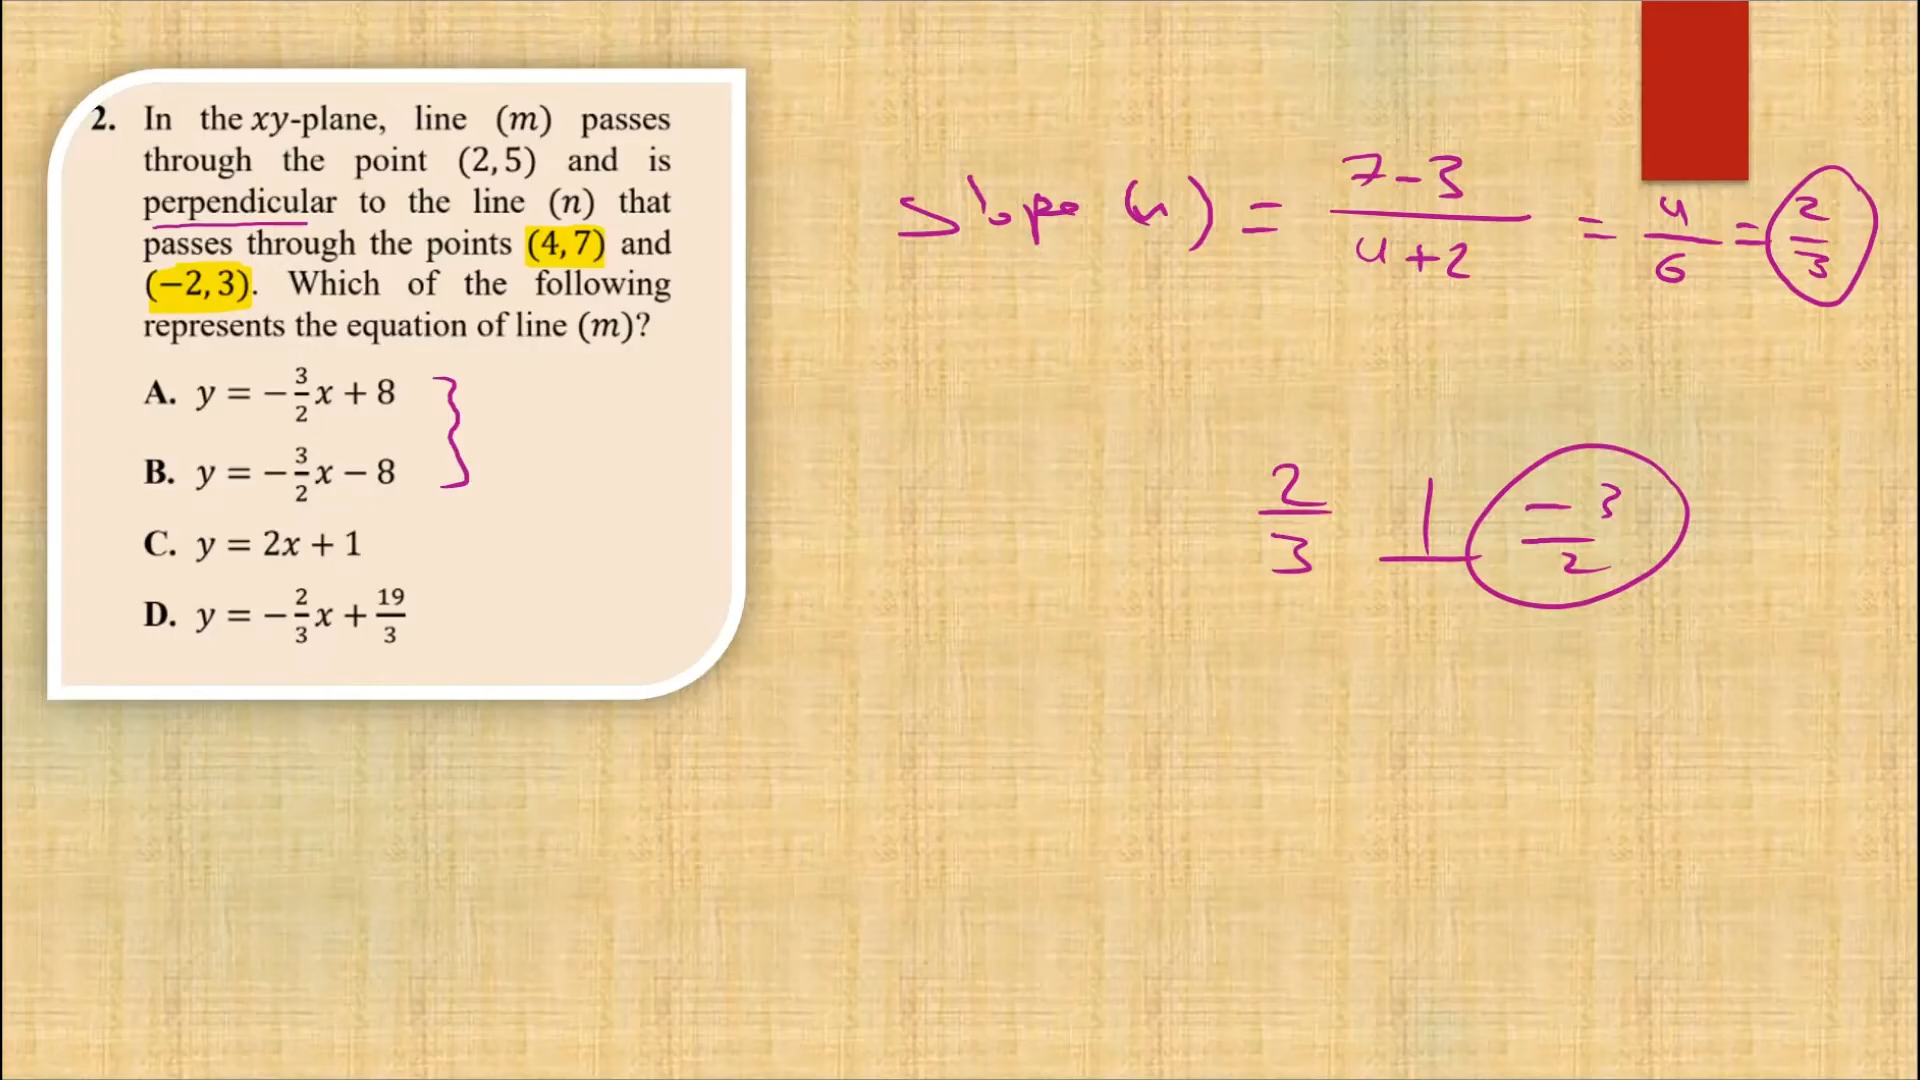 2. In the xy-plane, line (m) passes
through the point (2, 5) and is
perpendicular to the line (n) that
passes through the points (4, 7) and
(−2, 3). Which of the following
represents the equation of line (m)?
A. y = −3/2 x + 8
B. y = −3/2 x − 8
C. y = 2x + 1
D. y = −2/3 x + 19/3
Slope (n) = 7-3/4+2 = 4/6 = 2/3
2/3 ⊥ -3/2